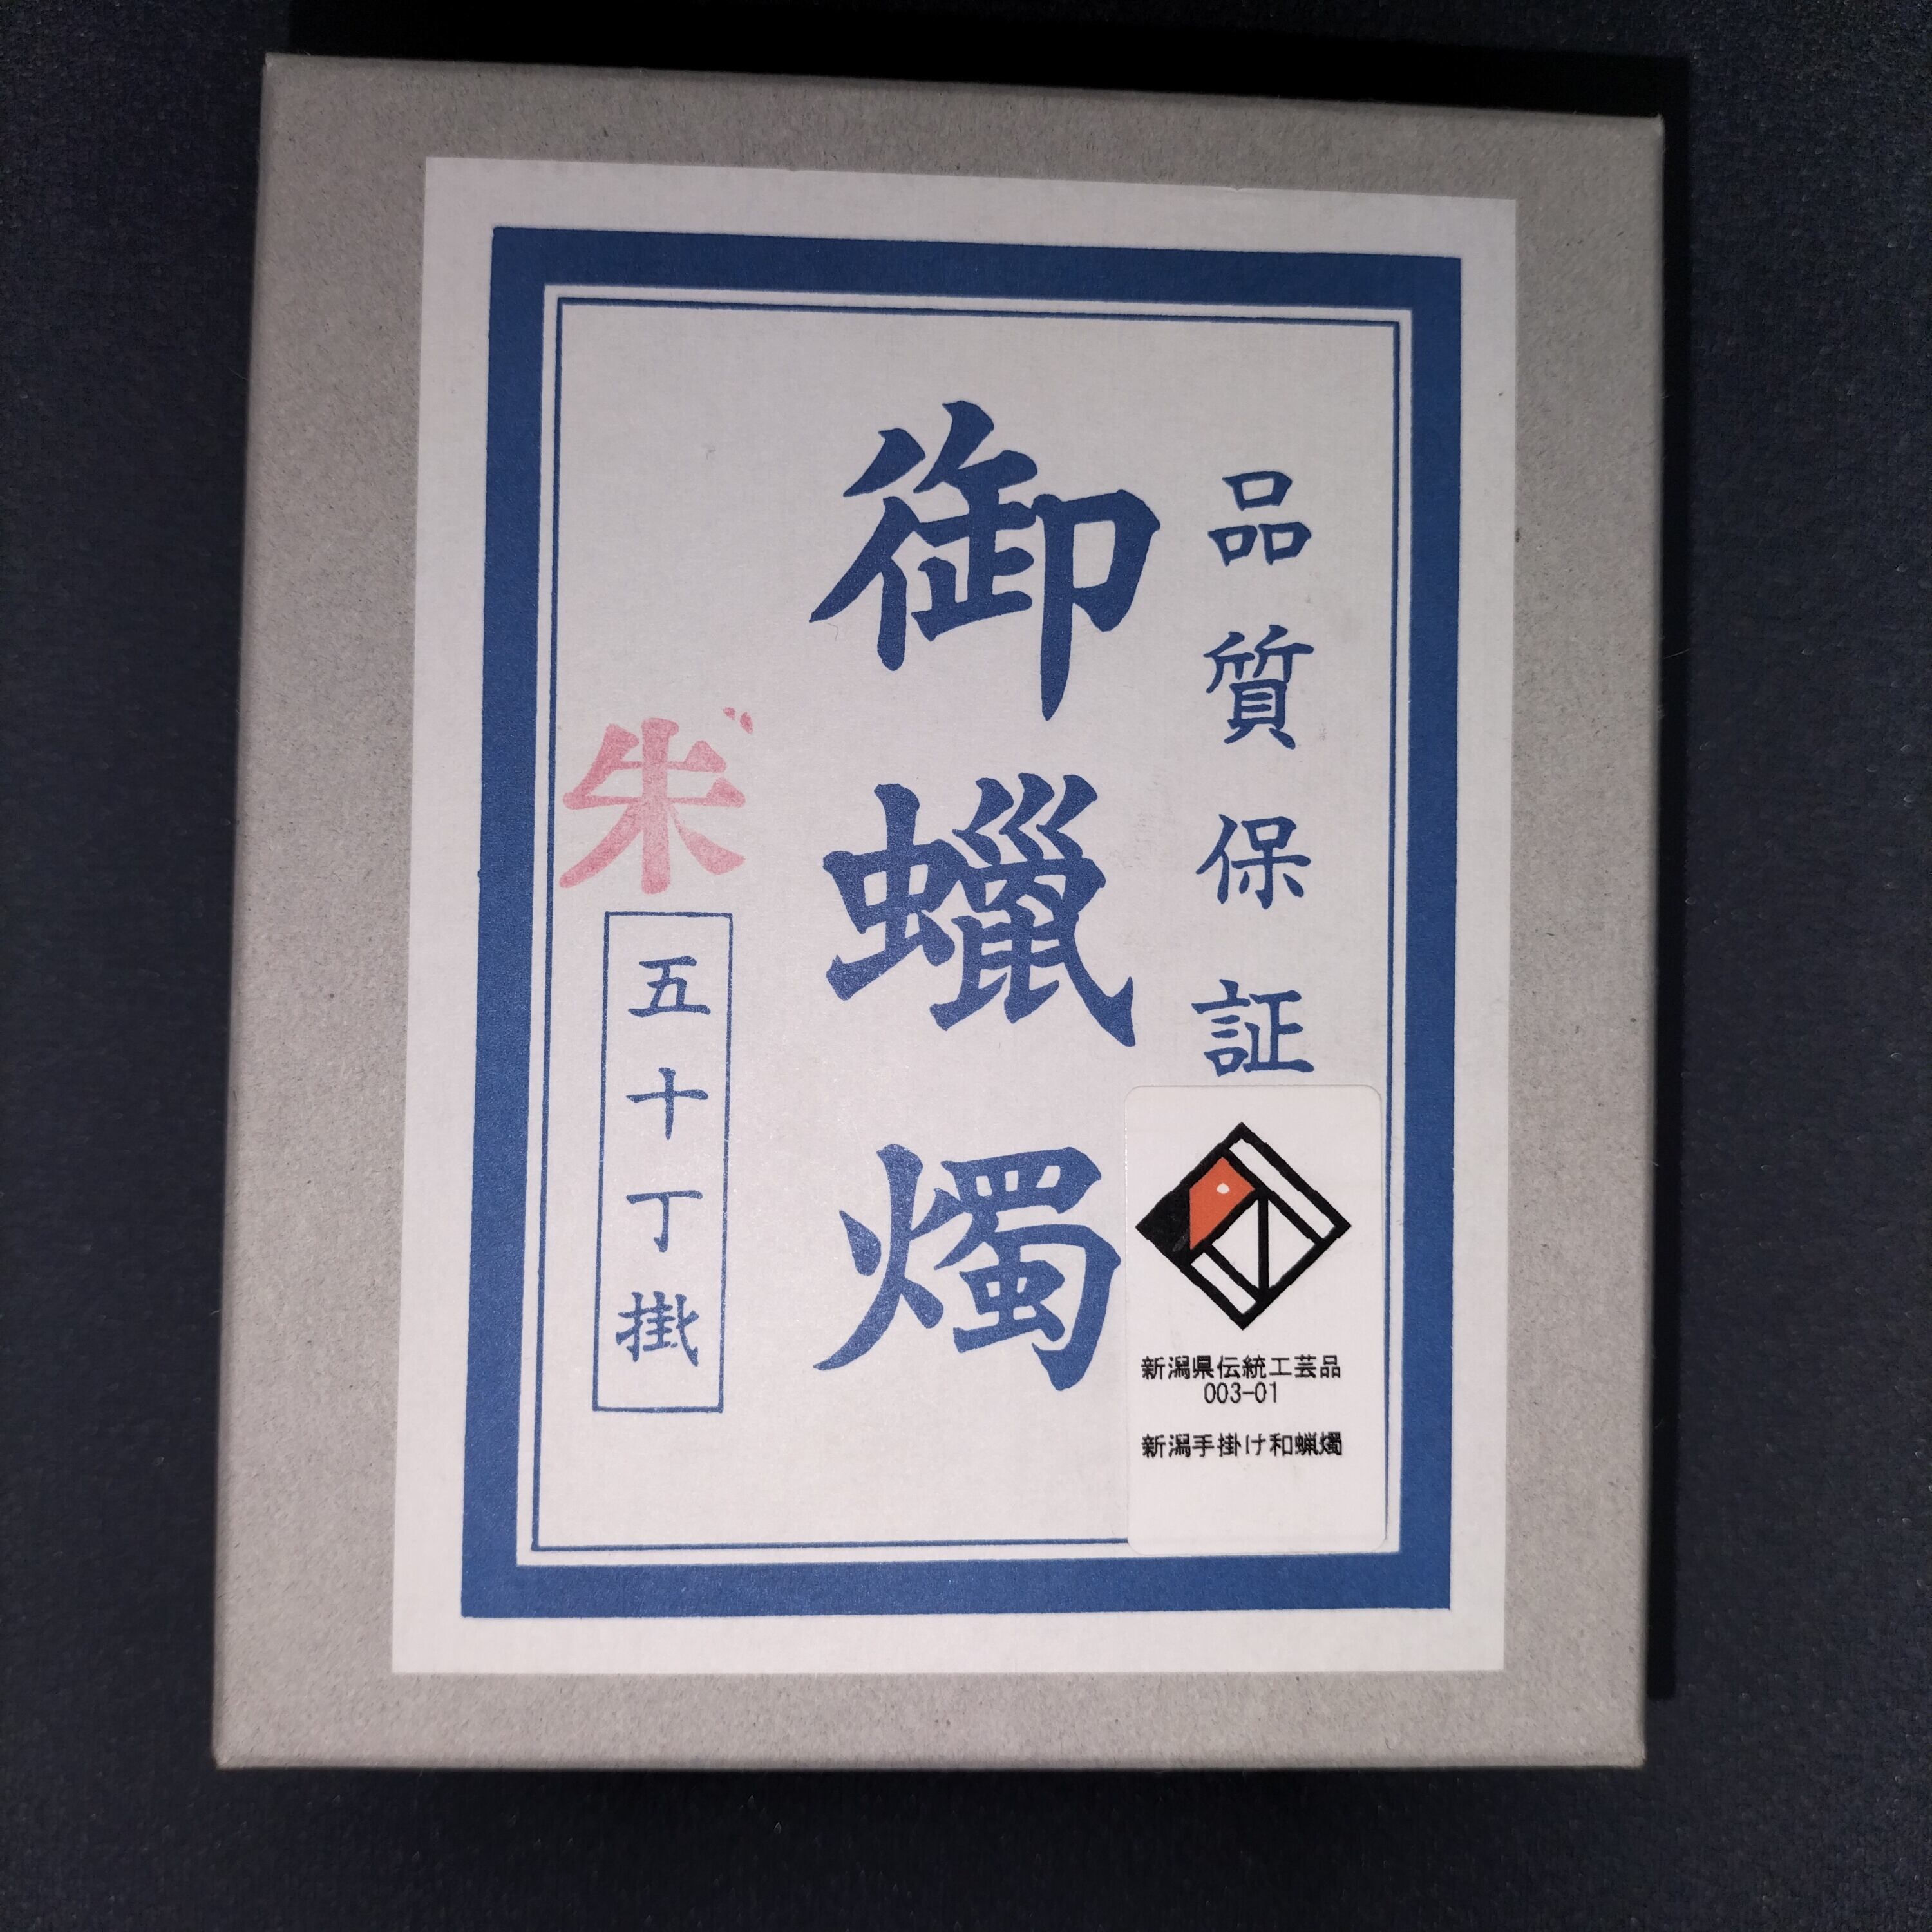 品質保証
御蠟燭
朱
五十丁掛
新潟県伝統工芸品
003-01
新潟手掛け和蝋燭